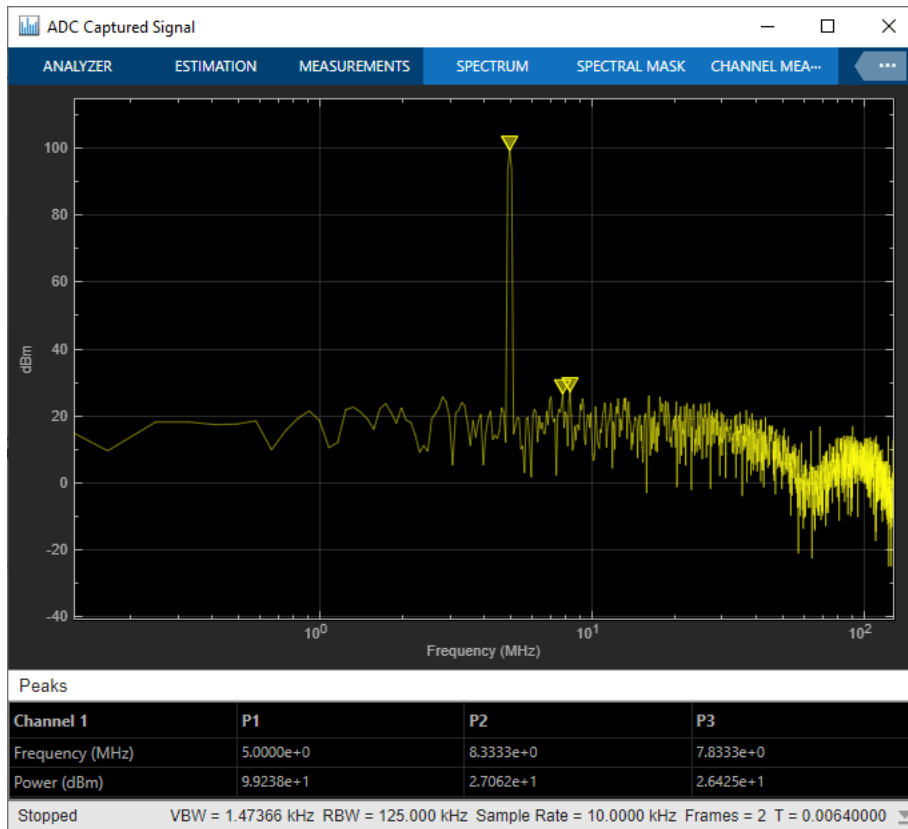 ADC Captured Signal
ANALYZER ESTIMATION MEASUREMENTS SPECTRUM SPECTRAL MASK CHANNEL MEA...
100
80
60
40
20
0
-20
-40
dBm
10⁰ 10¹ 10²
Frequency (MHz)
Peaks
Channel 1 P1 P2 P3
Frequency (MHz) 5.0000e+0 8.3333e+0 7.8333e+0
Power (dBm) 9.9238e+1 2.7062e+1 2.6425e+1
Stopped VBW = 1.47366 kHz RBW = 125.000 kHz Sample Rate = 10.0000 kHz Frames = 2 T = 0.00640000